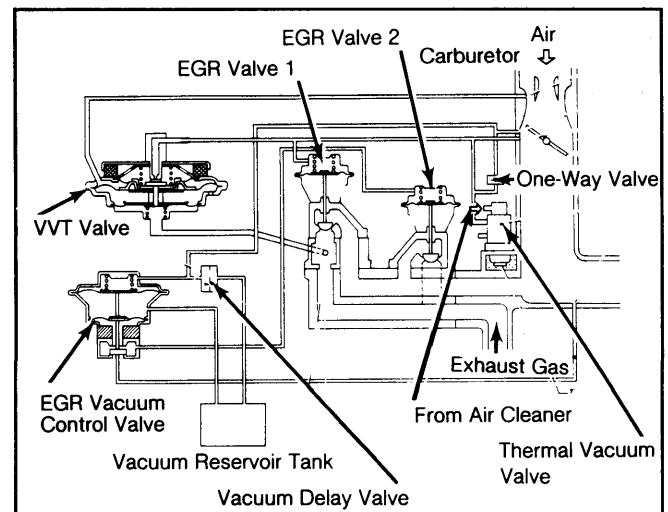 EGR Valve 2
Air
Carburetor
EGR Valve 1
One-Way Valve
VVT Valve
Exhaust Gas
EGR Vacuum
Control Valve
From Air Cleaner
Thermal Vacuum
Valve
Vacuum Reservoir Tank
Vacuum Delay Valve